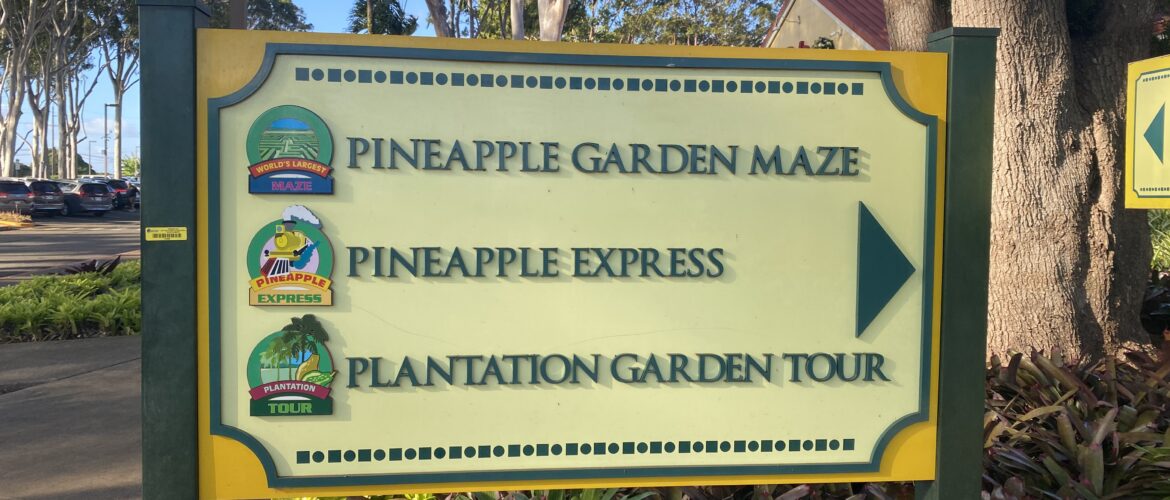 WORLD'S LARGEST
MAZE
PINEAPPLE GARDEN MAZE
PINEAPPLE
EXPRESS
PINEAPPLE EXPRESS
PLANTATION
TOUR
PLANTATION GARDEN TOUR